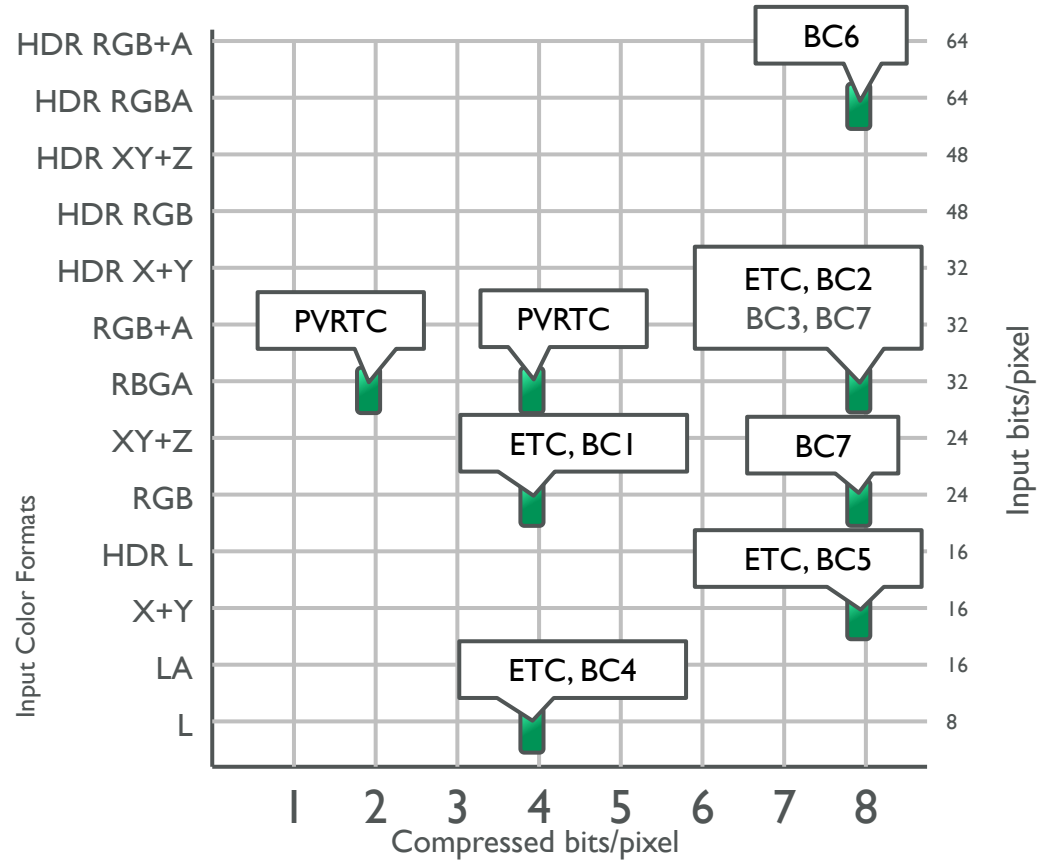 HDR RGB+A
BC6
64
HDR RGBA
64
HDR XY+Z
48
HDR RGB
48
HDR X+Y
ETC, BC2
32
RGB+A
PVRTC
PVRTC
BC3, BC7
32
RBGA
32
XY+Z
ETC, BC1
BC7
24
RGB
24
HDR L
ETC, BC5
16
X+Y
16
LA
ETC, BC4
16
L
8
Input Color Formats
Input bits/pixel
1 2 3 4 5 6 7 8
Compressed bits/pixel